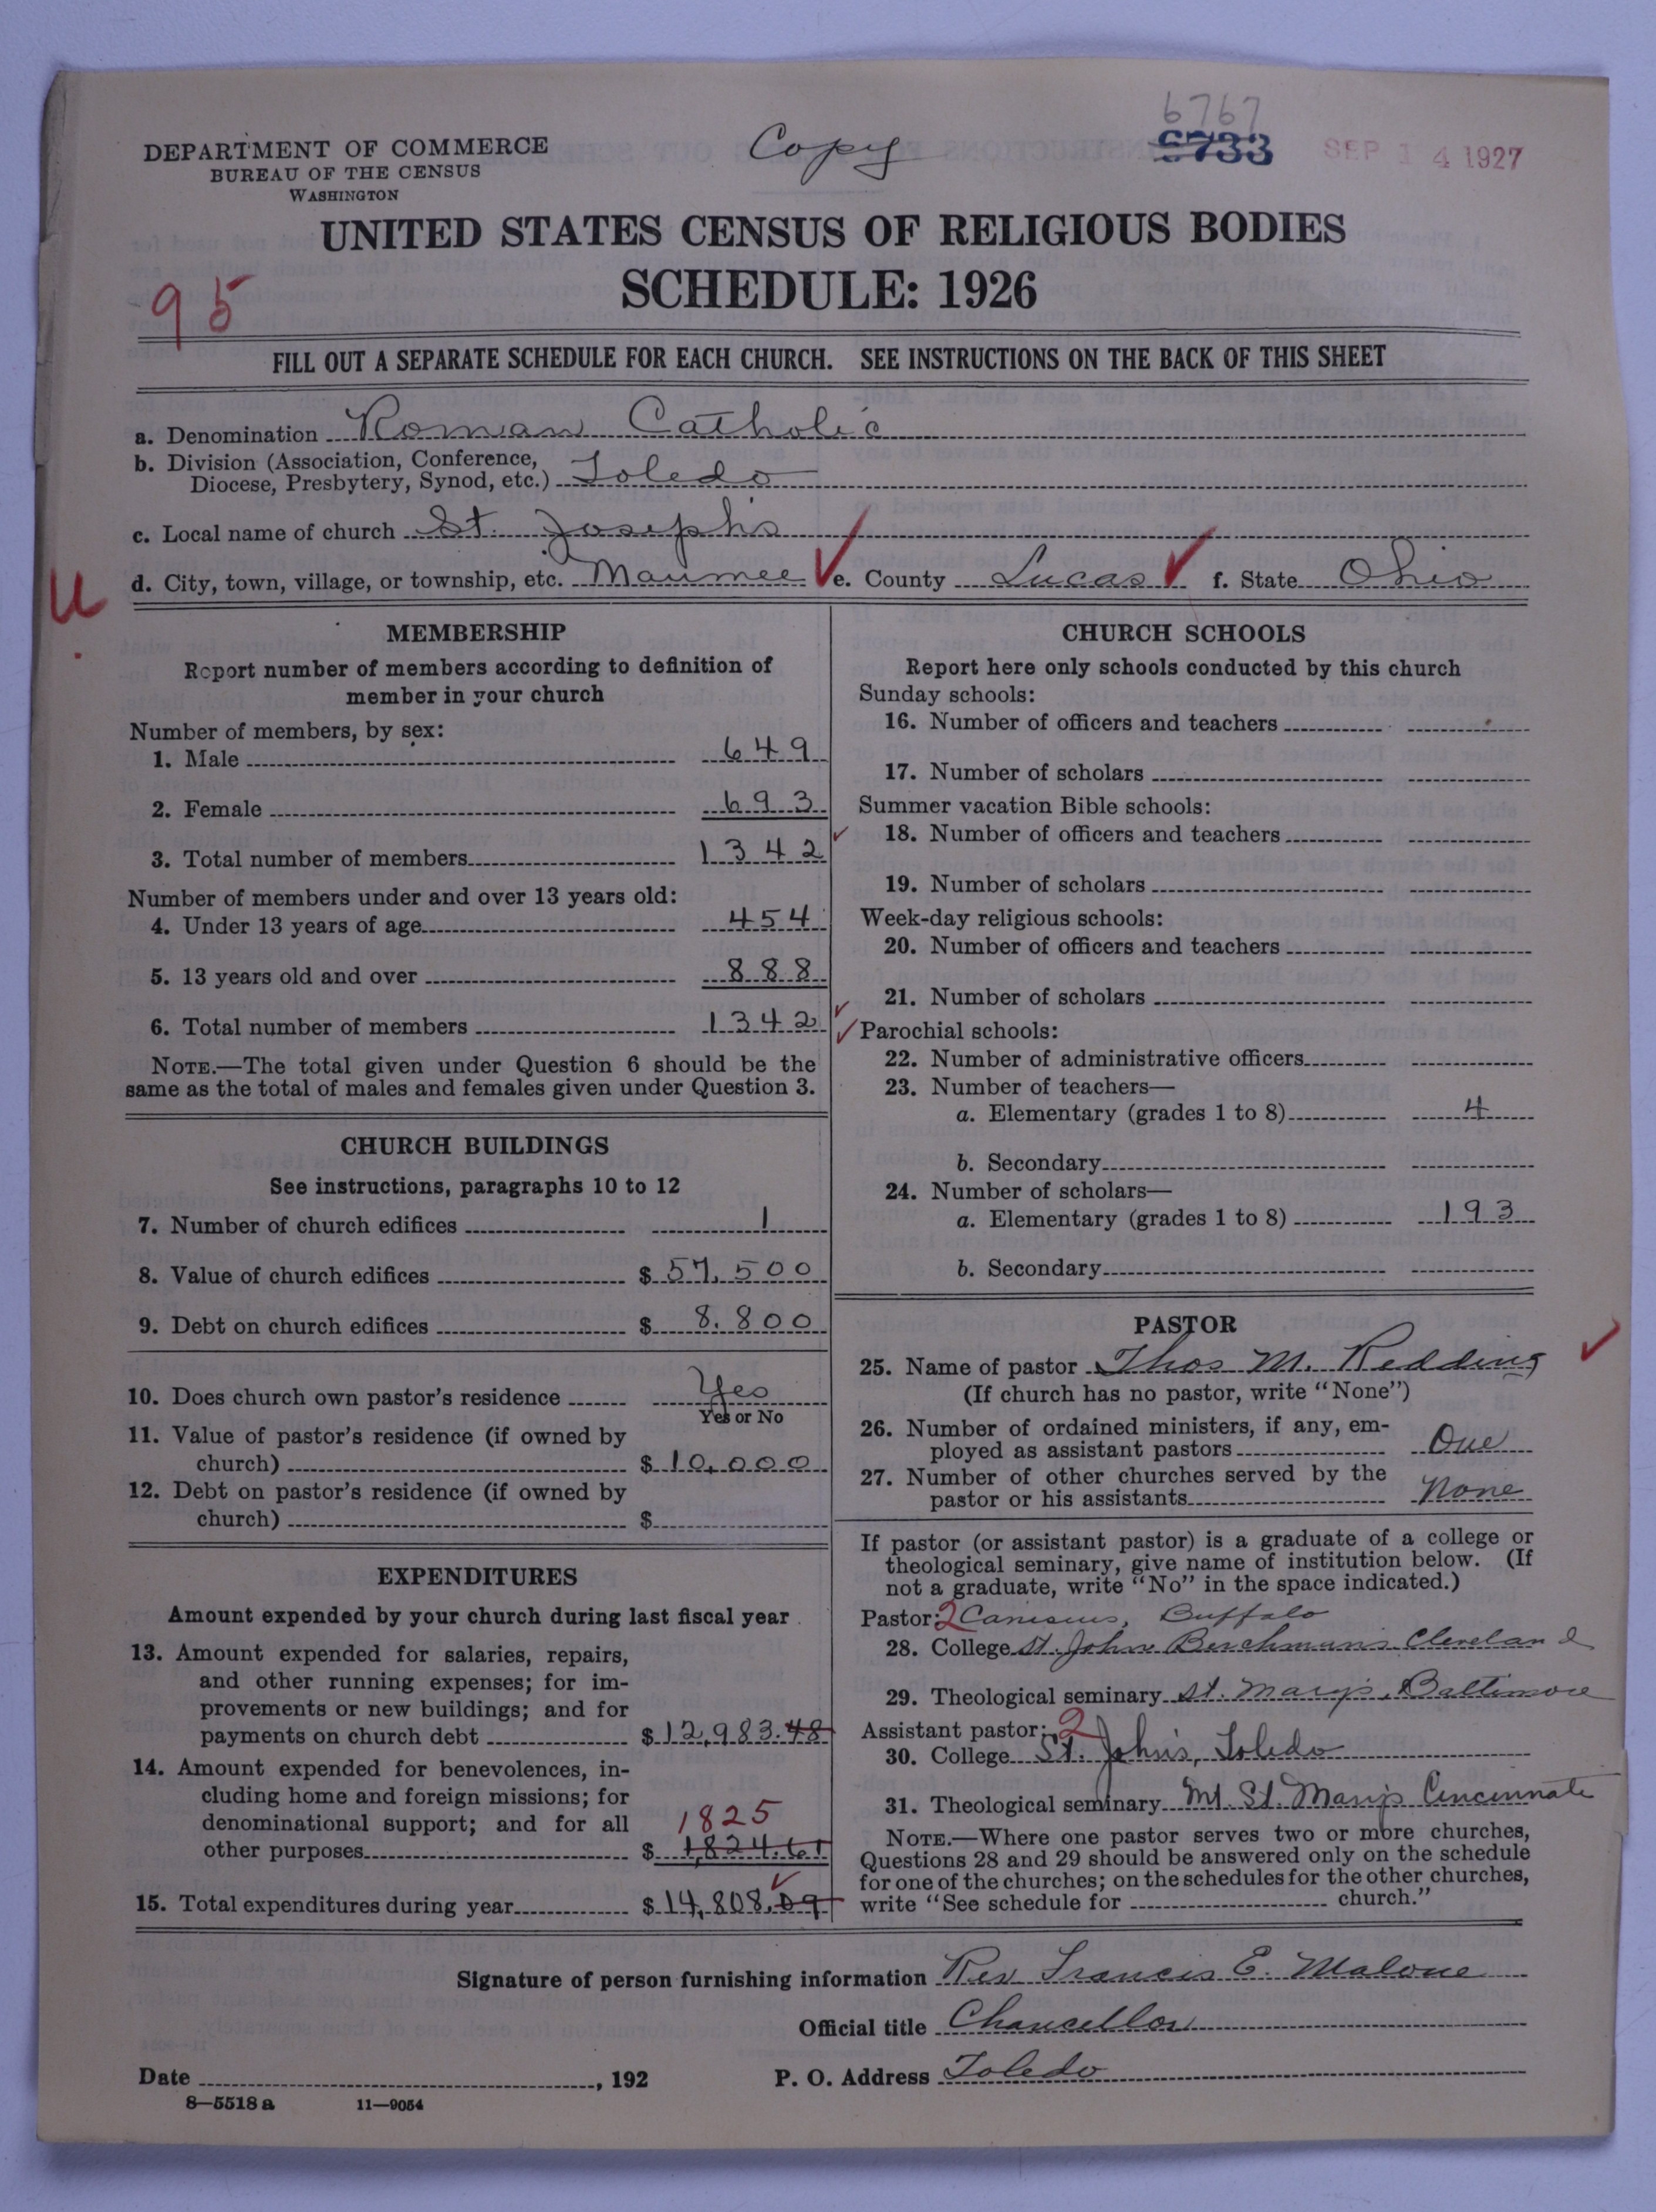 6767
DEPARTMENT OF COMMERCE
BUREAU OF THE CENSUS
WASHINGTON
Copy
6733
SEP 14 1927
UNITED STATES CENSUS OF RELIGIOUS BODIES
SCHEDULE: 1926
95
FILL OUT A SEPARATE SCHEDULE FOR EACH CHURCH. SEE INSTRUCTIONS ON THE BACK OF THIS SHEET
a. Denomination Roman Catholic
b. Division (Association, Conference,
Diocese, Presbytery, Synod, etc.) Toledo
c. Local name of church St. Joseph's
d. City, town, village, or township, etc. Maumee e. County Lucas f. State Ohio
U
MEMBERSHIP
Report number of members according to definition of
member in your church
Number of members, by sex:
1. Male 649
2. Female 693
3. Total number of members 1342
Number of members under and over 13 years old:
4. Under 13 years of age 454
5. 13 years old and over 888
6. Total number of members 1342
NOTE.—The total given under Question 6 should be the
same as the total of males and females given under Question 3.
CHURCH BUILDINGS
See instructions, paragraphs 10 to 12
7. Number of church edifices 1
8. Value of church edifices $ 57,500
9. Debt on church edifices $ 8.800
10. Does church own pastor's residence Yes
Yes or No
11. Value of pastor's residence (if owned by
church) $ 10,000
12. Debt on pastor's residence (if owned by
church) $
EXPENDITURES
Amount expended by your church during last fiscal year
13. Amount expended for salaries, repairs,
and other running expenses; for im-
provements or new buildings; and for
payments on church debt $ 12,983.48
14. Amount expended for benevolences, in-
cluding home and foreign missions; for
denominational support; and for all
1825
other purposes $ 1,824.61
15. Total expenditures during year $ 14,808.09
CHURCH SCHOOLS
Report here only schools conducted by this church
Sunday schools:
16. Number of officers and teachers
17. Number of scholars
Summer vacation Bible schools:
18. Number of officers and teachers
19. Number of scholars
Week-day religious schools:
20. Number of officers and teachers
21. Number of scholars
Parochial schools:
22. Number of administrative officers
23. Number of teachers—
a. Elementary (grades 1 to 8) 4
b. Secondary
24. Number of scholars—
a. Elementary (grades 1 to 8) 193
b. Secondary
PASTOR
25. Name of pastor Thos M. Redding
(If church has no pastor, write "None")
26. Number of ordained ministers, if any, em-
ployed as assistant pastors One
27. Number of other churches served by the
pastor or his assistants None
If pastor (or assistant pastor) is a graduate of a college or
theological seminary, give name of institution below. (If
not a graduate, write "No" in the space indicated.)
Pastor: 2 Canisius, Buffalo
28. College St. John Berchman's Cleveland
29. Theological seminary St. Mary's, Baltimore
Assistant pastor: 2
30. College St. John's, Toledo
31. Theological seminary Mt. St. Mary's Cincinnate
NOTE.—Where one pastor serves two or more churches,
Questions 28 and 29 should be answered only on the schedule
for one of the churches; on the schedules for the other churches,
write "See schedule for church."
Signature of person furnishing information Rev Francis E. Malone
Official title Chancellor
Date , 192
P. O. Address Toledo
8—5518 a 11—9054